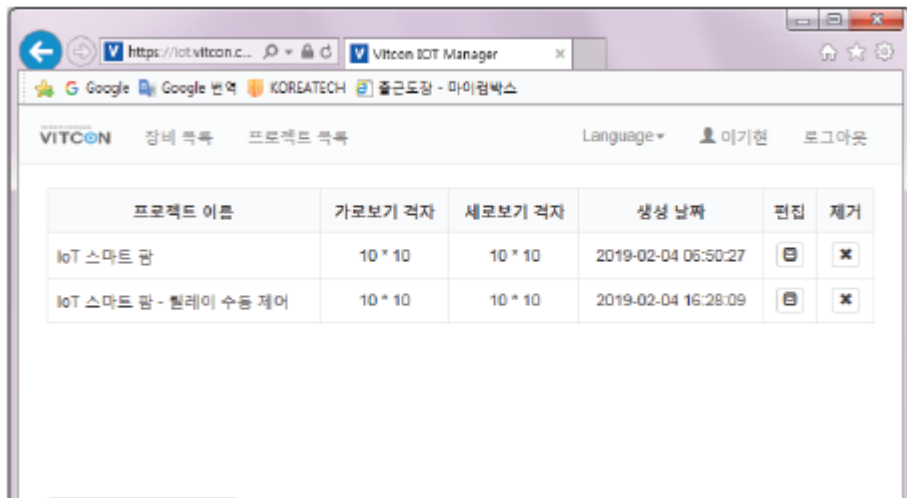 https://iot.vitcon.c... Vitcon IOT Manager
Google Google 번역 KOREATECH 출근도장 - 마이컴박스
VITCON 장비 목록 프로젝트 목록 Language 이기현 로그아웃
프로젝트 이름 가로보기 격자 세로보기 격자 생성 날짜 편집 제거
IoT 스마트 팜 10 * 10 10 * 10 2019-02-04 06:50:27
IoT 스마트 팜 - 릴레이 수동 제어 10 * 10 10 * 10 2019-02-04 16:28:09